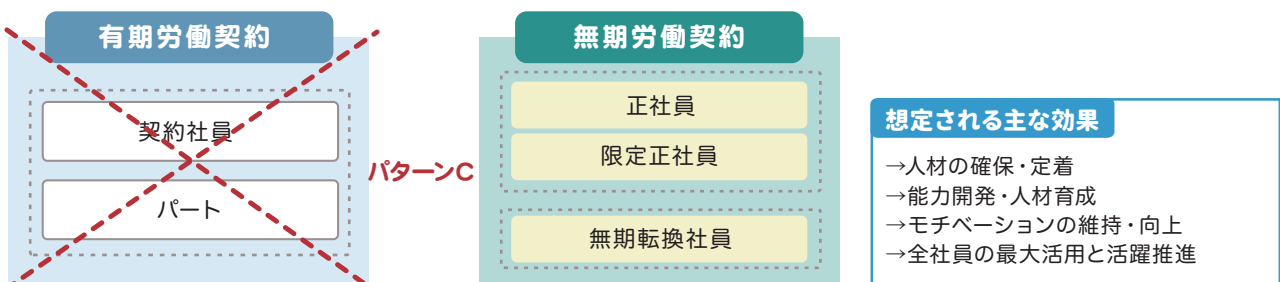 有期労働契約
契約社員
パート
パターンC
無期労働契約
正社員
限定正社員
無期転換社員
想定される主な効果
→人材の確保・定着
→能力開発・人材育成
→モチベーションの維持・向上
→全社員の最大活用と活躍推進